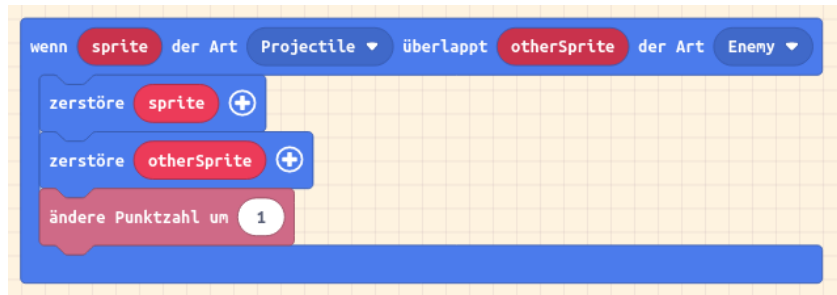 wenn sprite der Art Projectile überlappt otherSprite der Art Enemy
zerstöre sprite
zerstöre otherSprite
ändere Punktzahl um 1